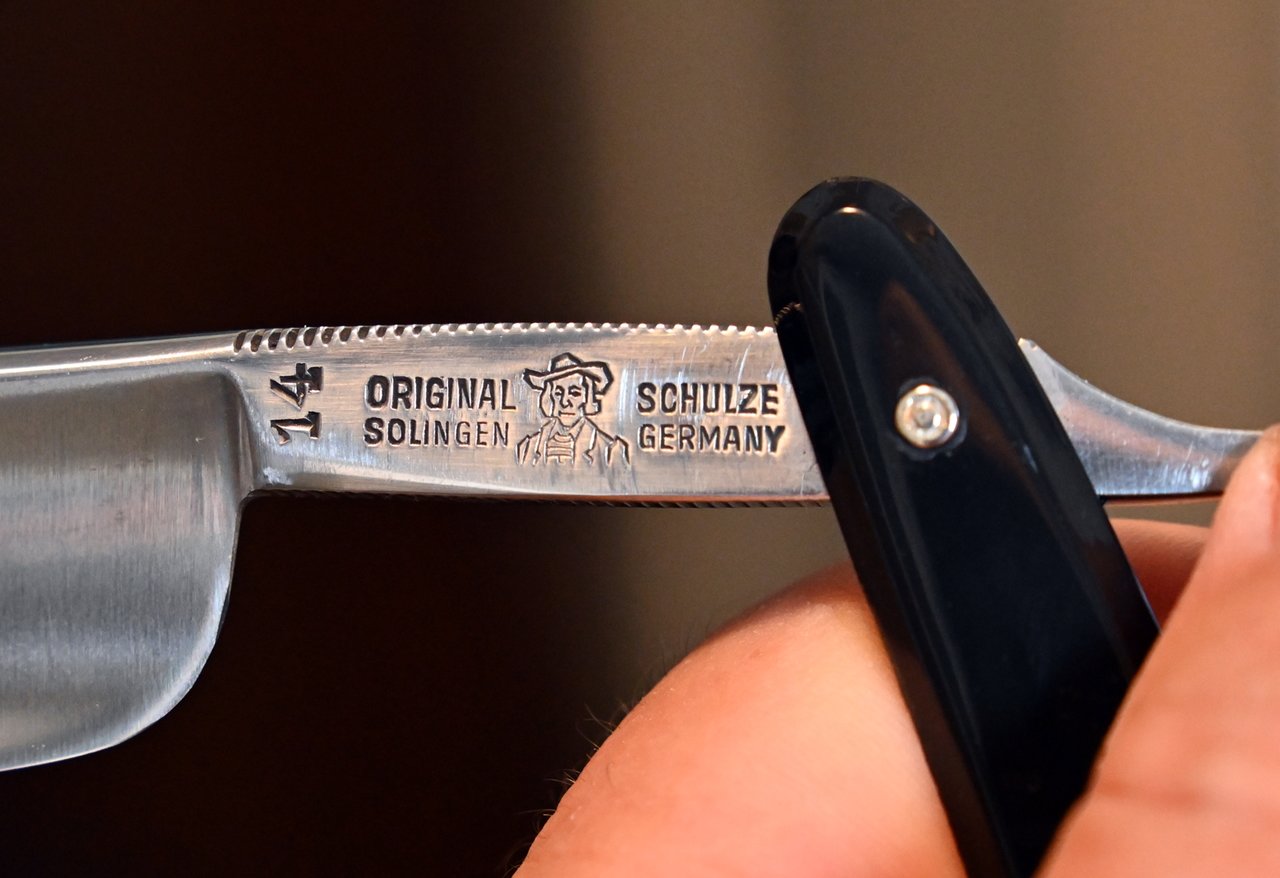 14
ORIGINAL SCHULZE
SOLINGEN GERMANY